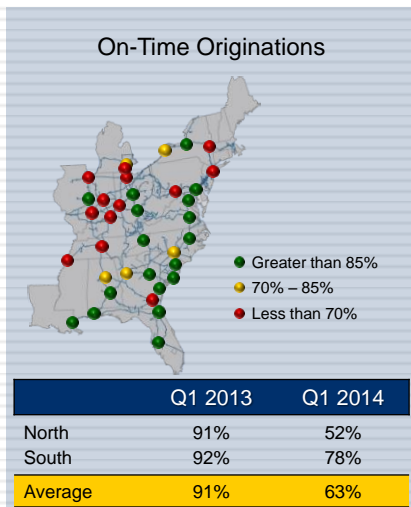 On-Time Originations
Greater than 85%
70% – 85%
Less than 70%
Q1 2013 Q1 2014
North 91% 52%
South 92% 78%
Average 91% 63%